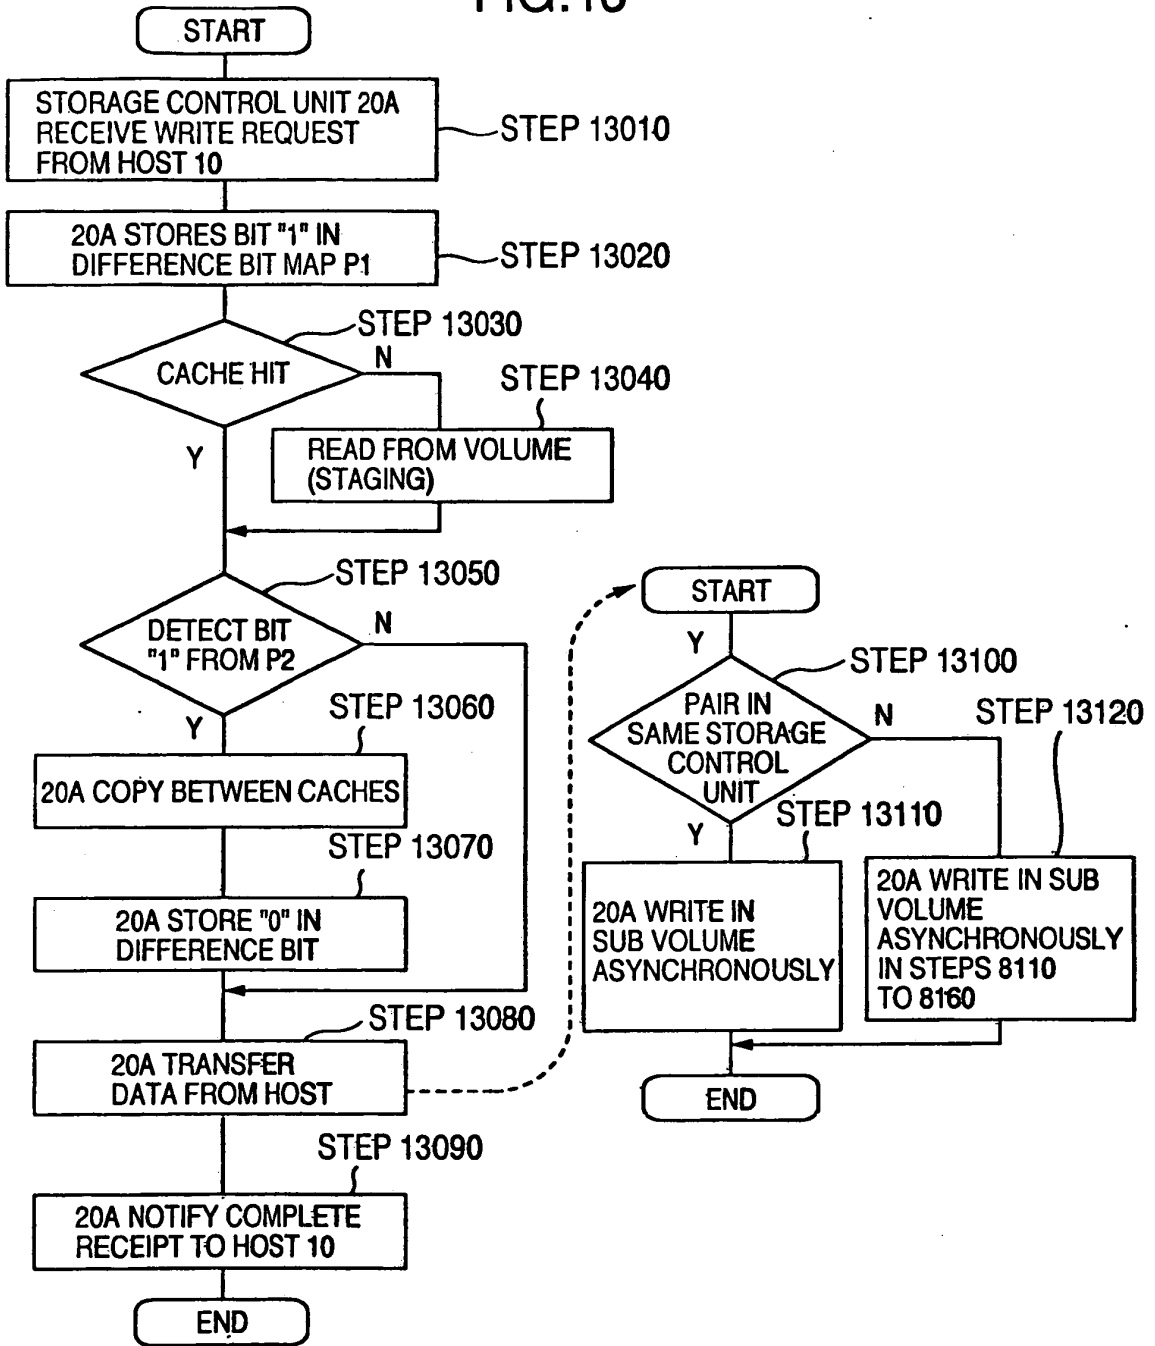 START
STORAGE CONTROL UNIT 20A
RECEIVE WRITE REQUEST
FROM HOST 10
STEP 13010
20A STORES BIT "1" IN
DIFFERENCE BIT MAP P1
STEP 13020
STEP 13030
CACHE HIT
N
Y
STEP 13040
READ FROM VOLUME
(STAGING)
STEP 13050
DETECT BIT
"1" FROM P2
N
Y
STEP 13060
20A COPY BETWEEN CACHES
STEP 13070
20A STORE "0" IN
DIFFERENCE BIT
STEP 13080
20A TRANSFER
DATA FROM HOST
STEP 13090
20A NOTIFY COMPLETE
RECEIPT TO HOST 10
END
START
Y
STEP 13100
PAIR IN
SAME STORAGE
CONTROL
UNIT
N
Y
STEP 13110
20A WRITE IN
SUB VOLUME
ASYNCHRONOUSLY
STEP 13120
20A WRITE IN SUB
VOLUME
ASYNCHRONOUSLY
IN STEPS 8110
TO 8160
END